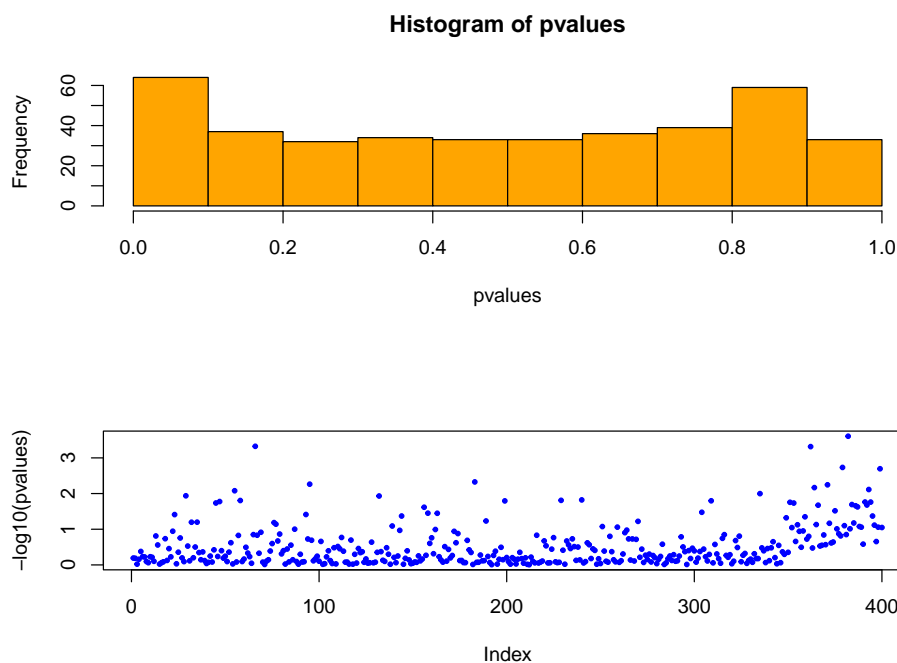 Histogram of pvalues
Frequency
0 20 40 60
0.0 0.2 0.4 0.6 0.8 1.0
pvalues
−log10(pvalues)
0 1 2 3
0 100 200 300 400
Index